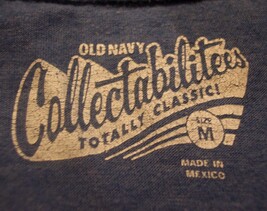 OLD NAVY
Collectabilitees
TOTALLY CLASSIC!
SIZE
M
MADE IN
MEXICO